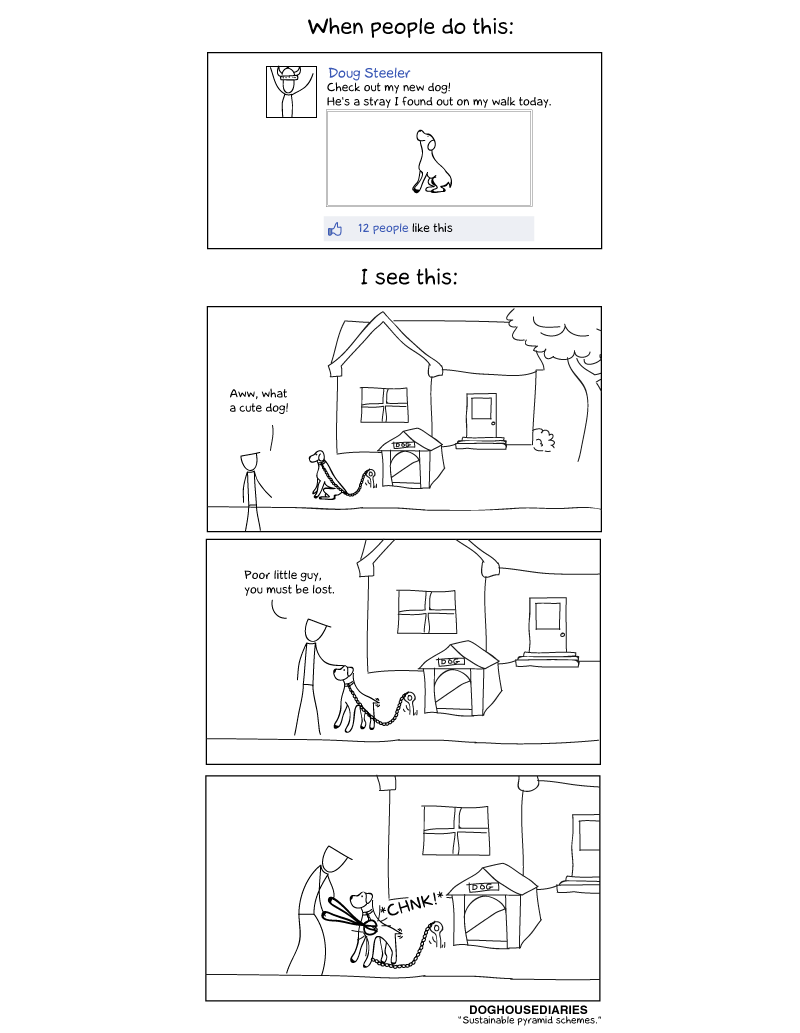 When people do this:
Doug Steeler
Check out my new dog!
He's a stray I found out on my walk today.
12 people like this
I see this:
Aww, what
a cute dog!
DOG
Poor little guy,
you must be lost.
DOG
*CHNK!*
DOG
DOGHOUSEDIARIES
"Sustainable pyramid schemes."